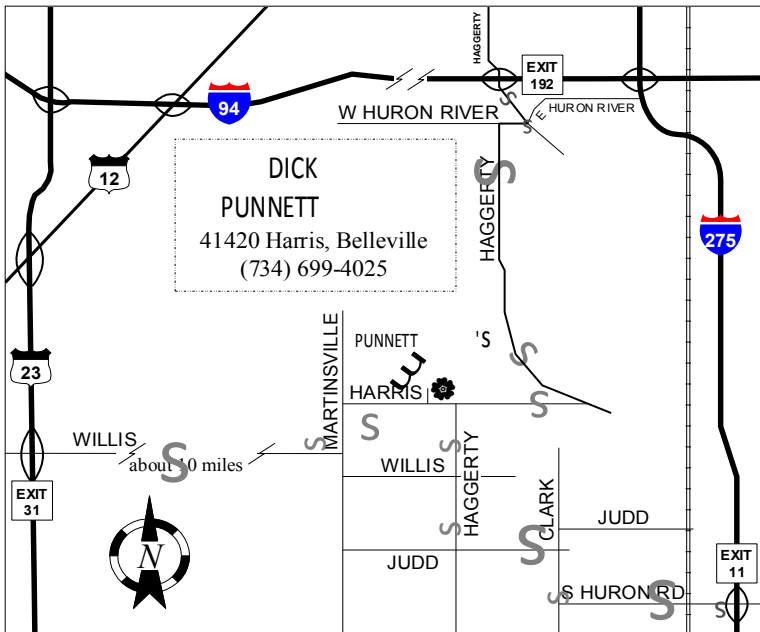 HAGGERTY
EXIT
192
94
W HURON RIVER
E HURON RIVER
S
S
12
DICK
PUNNETT
41420 Harris, Belleville
(734) 699-4025
HAGGERTY
S
275
MARTINSVILLE
PUNNETT 'S
S
23
HARRIS
S
S
WILLIS
about 10 miles
S
S
S
WILLIS
HAGGERTY
CLARK
EXIT
31
S
S
JUDD
N
JUDD
EXIT
11
S
S HURON RD
S
S